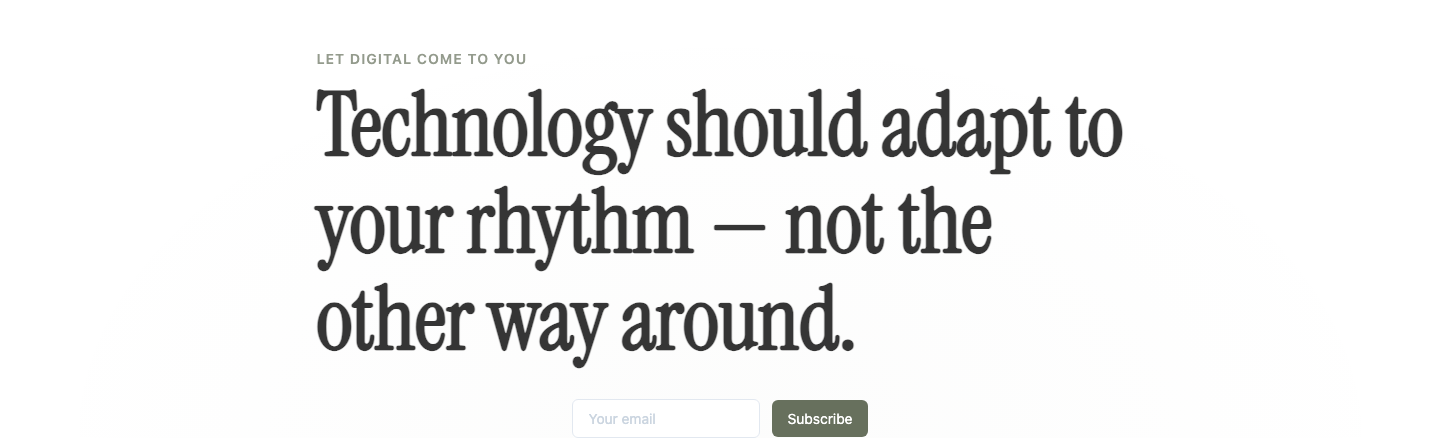 LET DIGITAL COME TO YOU
Technology should adapt to
your rhythm — not the
other way around.
Your email
Subscribe